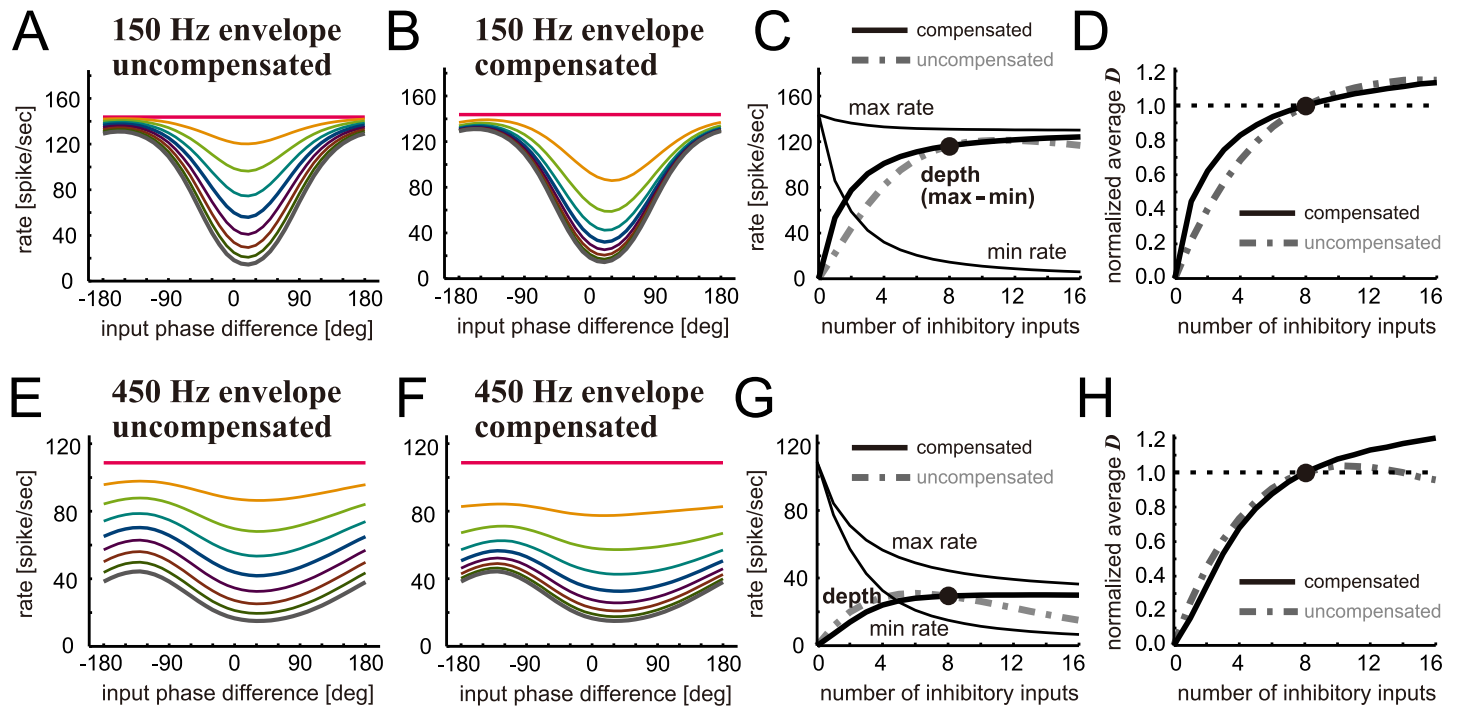 A
150 Hz envelope
uncompensated
rate [spike/sec]
160
120
80
40
0
-180 -90 0 90 180
input phase difference [deg]
B
150 Hz envelope
compensated
rate [spike/sec]
160
120
80
40
0
-180 -90 0 90 180
input phase difference [deg]
C
compensated
uncompensated
rate [spike/sec]
160
120
80
40
0
max rate
depth
(max-min)
min rate
0 4 8 12 16
number of inhibitory inputs
D
normalized average D
1.2
1.0
0.8
0.6
0.4
0.2
0.0
compensated
uncompensated
0 4 8 12 16
number of inhibitory inputs
E
450 Hz envelope
uncompensated
rate [spike/sec]
120
80
40
0
-180 -90 0 90 180
input phase difference [deg]
F
450 Hz envelope
compensated
rate [spike/sec]
120
80
40
0
-180 -90 0 90 180
input phase difference [deg]
G
compensated
uncompensated
rate [spike/sec]
120
80
40
0
max rate
depth
min rate
0 4 8 12 16
number of inhibitory inputs
H
normalized average D
1.2
1.0
0.8
0.6
0.4
0.2
0.0
compensated
uncompensated
0 4 8 12 16
number of inhibitory inputs